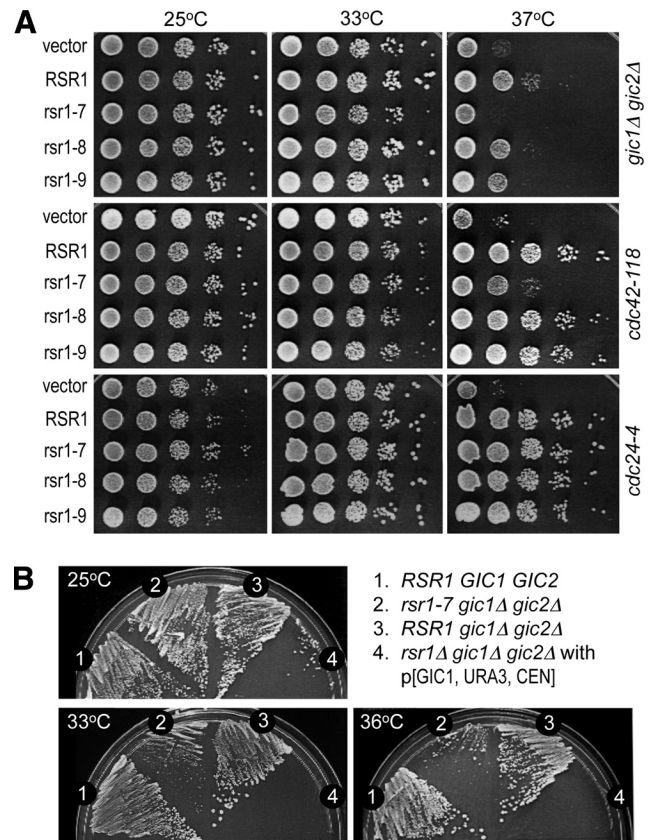 A
25°C 33°C 37°C
vector
RSR1
rsr1-7
rsr1-8
rsr1-9
gic1Δ gic2Δ
vector
RSR1
rsr1-7
rsr1-8
rsr1-9
cdc42-118
vector
RSR1
rsr1-7
rsr1-8
rsr1-9
cdc24-4
B
25°C
1 2 3 4
1. RSR1 GIC1 GIC2
2. rsr1-7 gic1Δ gic2Δ
3. RSR1 gic1Δ gic2Δ
4. rsr1Δ gic1Δ gic2Δ with
p[GIC1, URA3, CEN]
33°C
1 2 3 4
36°C
1 2 3 4